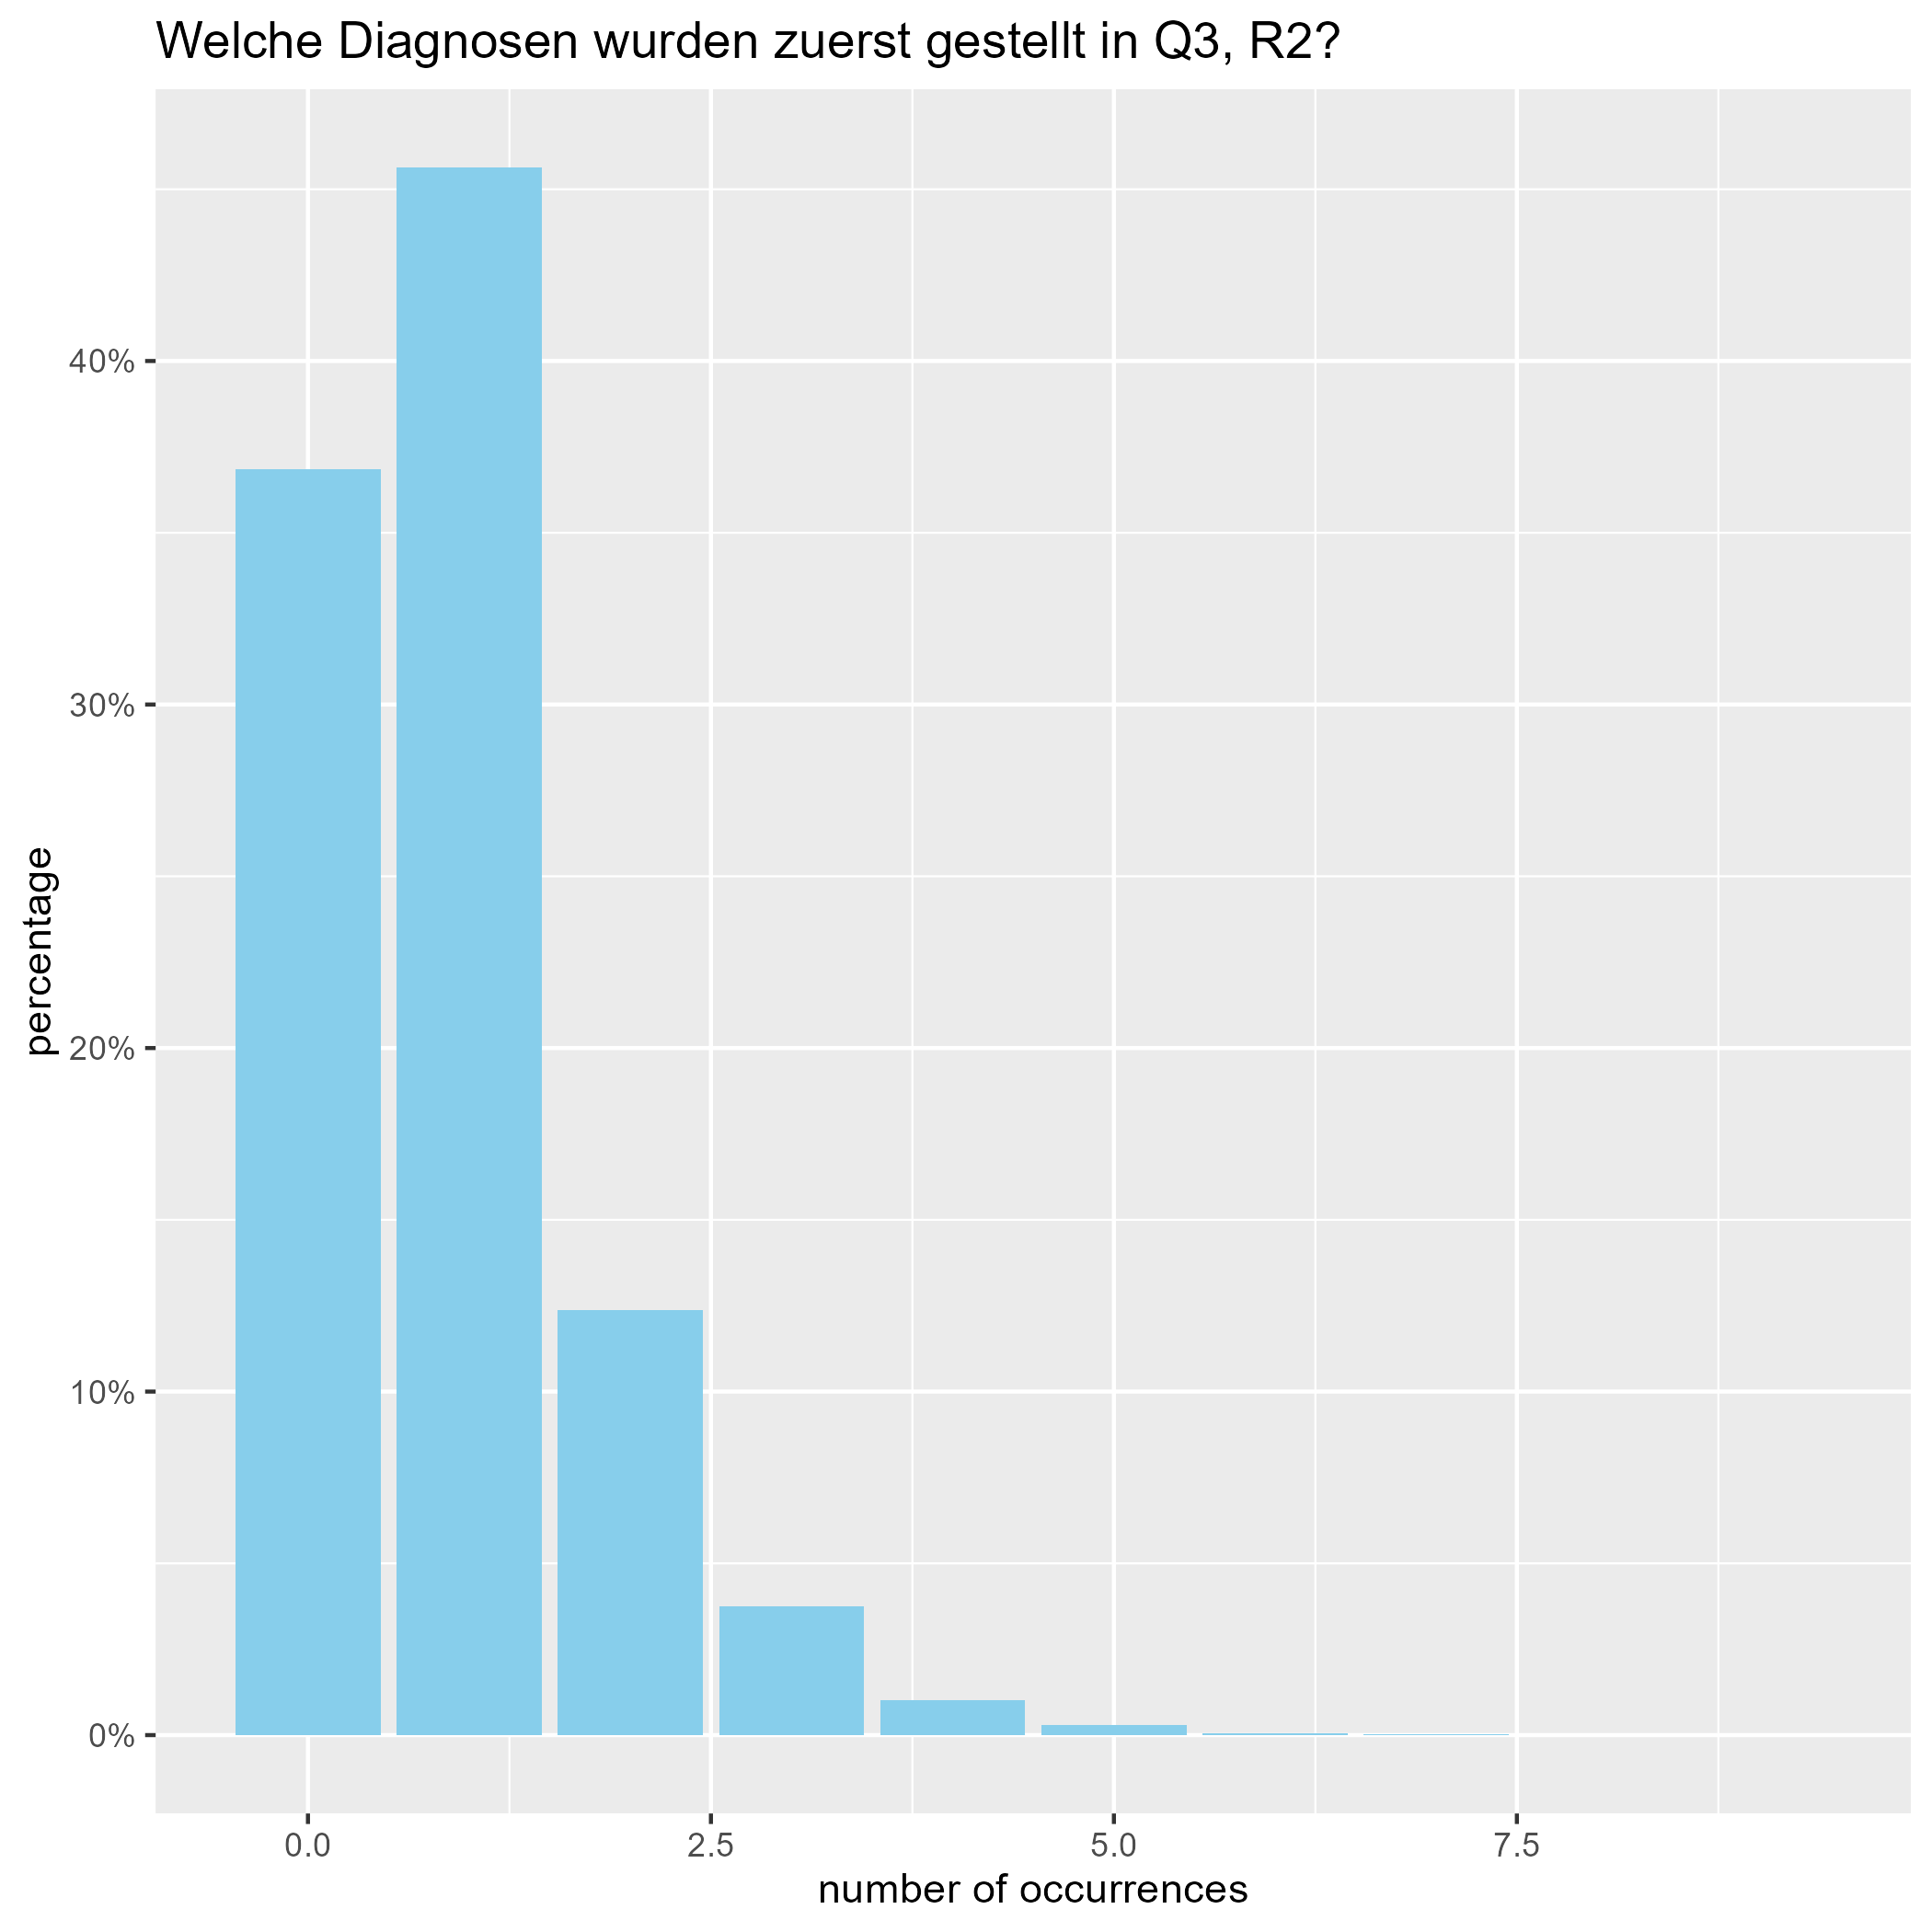 Welche Diagnosen wurden zuerst gestellt in Q3, R2?
percentage
40%
30%
20%
10%
0%
0.0 2.5 5.0 7.5
number of occurrences